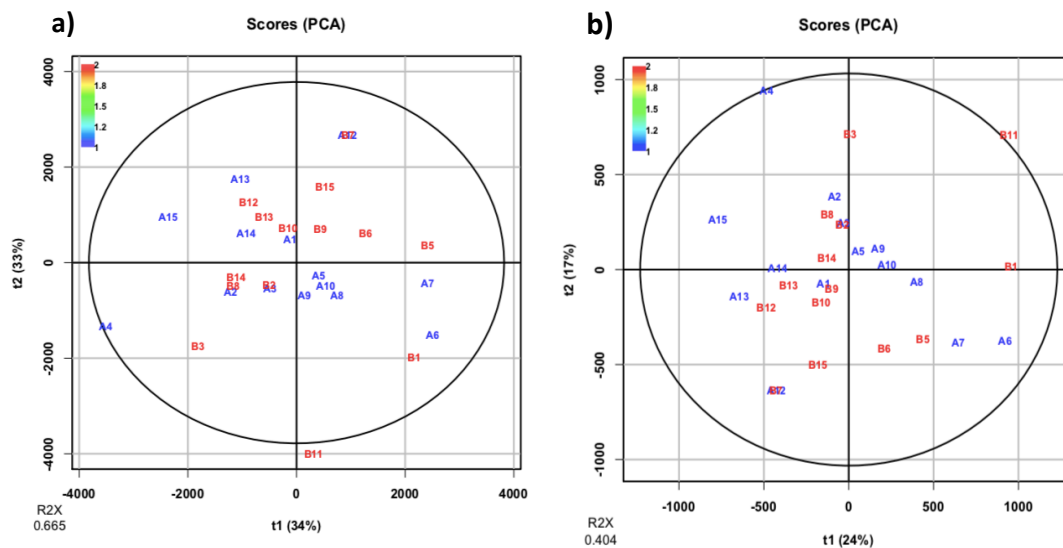 a)
Scores (PCA)
2
1.8
1.5
1.2
1
4000
2000
0
-2000
-4000
t2 (33%)
A12
A13
B15
B12
A15
B13
B10
B9
A14
A1
B6
B5
B14
B8
A2
B2
A5
A10
A9
A8
A7
A4
A6
B3
B1
B11
-4000
-2000
0
2000
4000
R2X
0.665
t1 (34%)
b)
Scores (PCA)
2
1.8
1.5
1.2
1
1000
500
0
-500
-1000
t2 (17%)
A4
B3
B11
A2
B8
A15
B2
A9
A5
B14
A10
A14
B1
A8
B13
A1
B9
A13
B10
B12
B5
A7
A6
B6
B15
A12
-1000
-500
0
500
1000
R2X
0.404
t1 (24%)